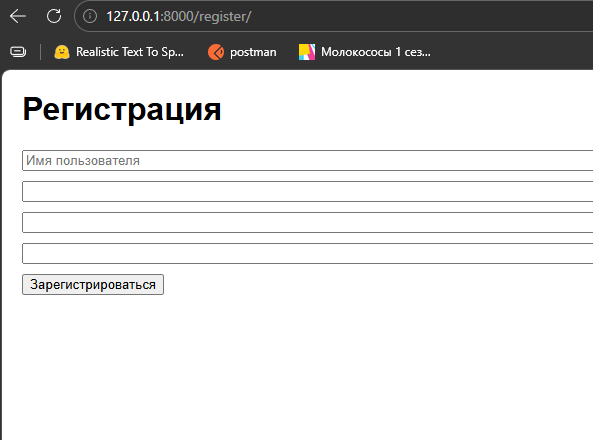 127.0.0.1:8000/register/
Realistic Text To Sp... postman Молокососы 1 сез...
Регистрация
Имя пользователя
Зарегистрироваться